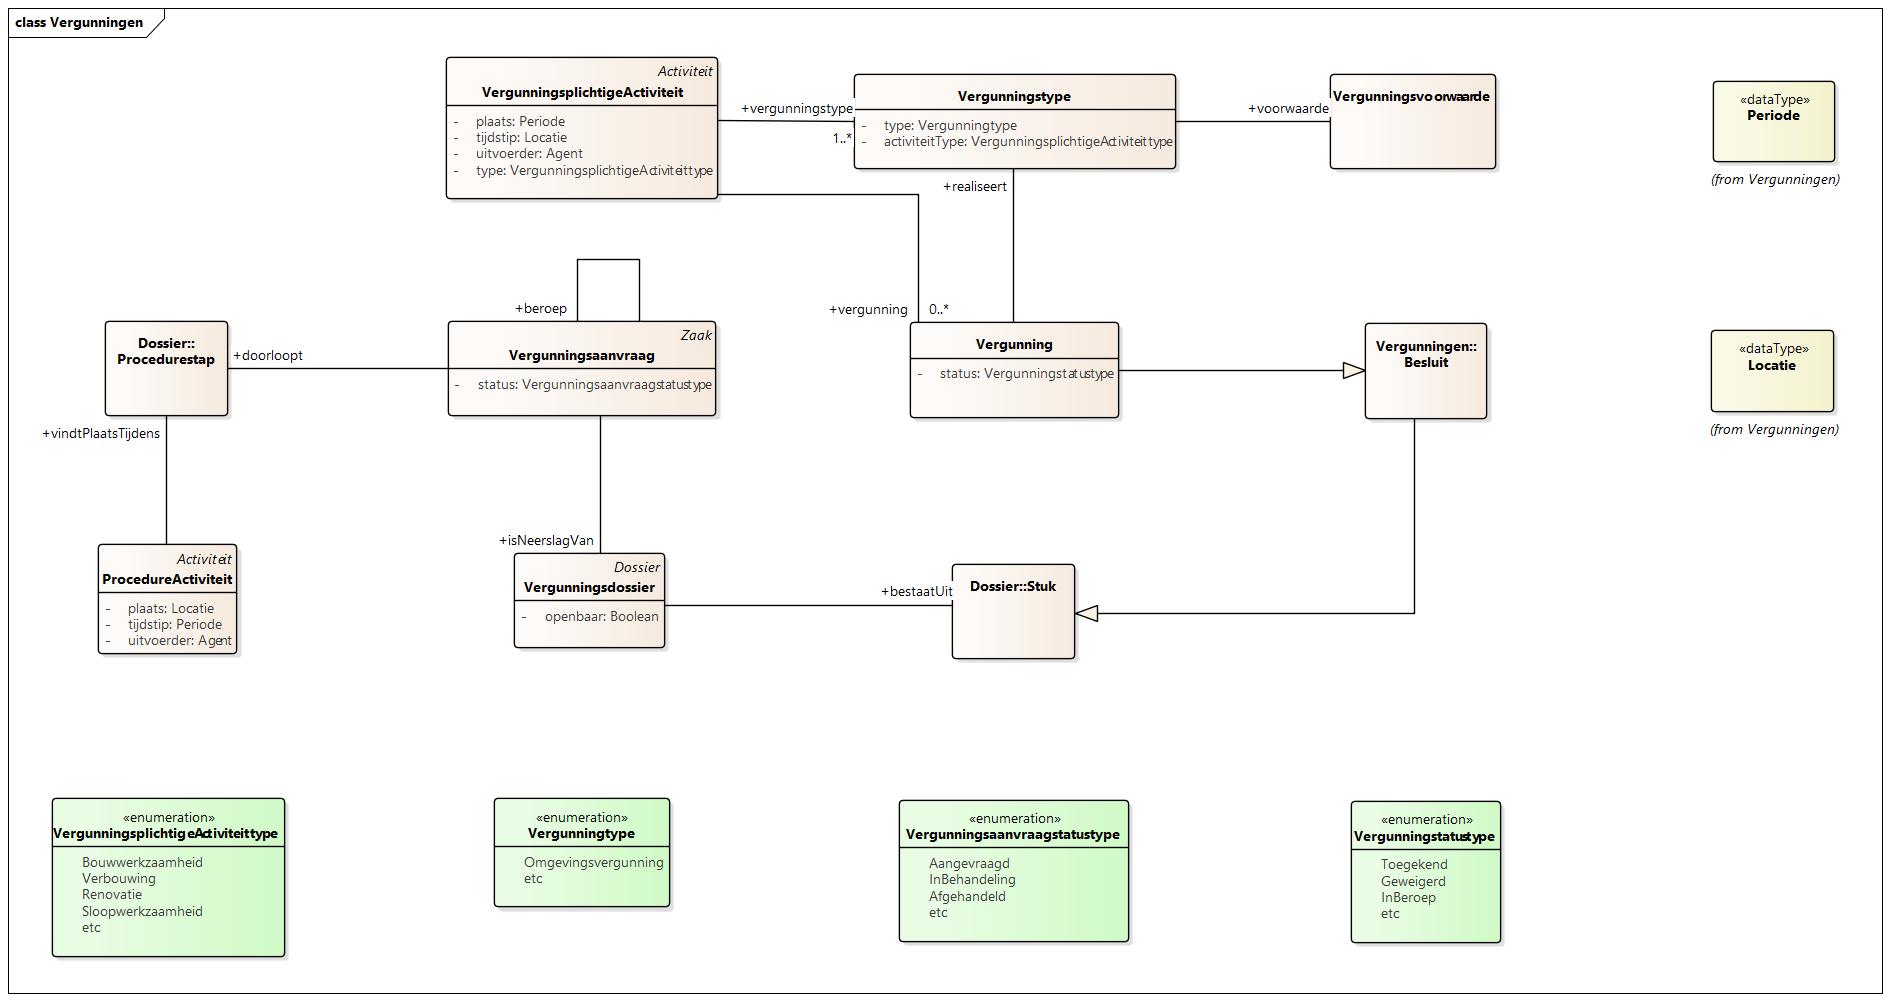 class Vergunningen
Activiteit
VergunningsplichtigeActiviteit
- plaats: Periode
- tijdstip: Locatie
- uitvoerder: Agent
- type: VergunningsplichtigeActiviteittype
+vergunningstype
1..*
Vergunningstype
- type: Vergunningtype
- activiteitType: VergunningsplichtigeActiviteittype
+voorwaarde
Vergunningsvoorwaarde
«dataType»
Periode
(from Vergunningen)
+realiseert
+beroep
+vergunning
0..*
Dossier::
Procedurestap
+doorloopt
Zaak
Vergunningsaanvraag
- status: Vergunningsaanvraagstatustype
Vergunning
- status: Vergunningstatustype
Vergunningen::
Besluit
«dataType»
Locatie
(from Vergunningen)
+vindtPlaatsTijdens
+isNeerslagVan
Activiteit
ProcedureActiviteit
- plaats: Locatie
- tijdstip: Periode
- uitvoerder: Agent
Dossier
Vergunningsdossier
- openbaar: Boolean
+bestaatUit
Dossier::Stuk
«enumeration»
VergunningsplichtigeActiviteittype
Bouwwerkzaamheid
Verbouwing
Renovatie
Sloopwerkzaamheid
etc
«enumeration»
Vergunningtype
Omgevingsvergunning
etc
«enumeration»
Vergunningsaanvraagstatustype
Aangevraagd
InBehandeling
Afgehandeld
etc
«enumeration»
Vergunningstatustype
Toegekend
Geweigerd
InBeroep
etc